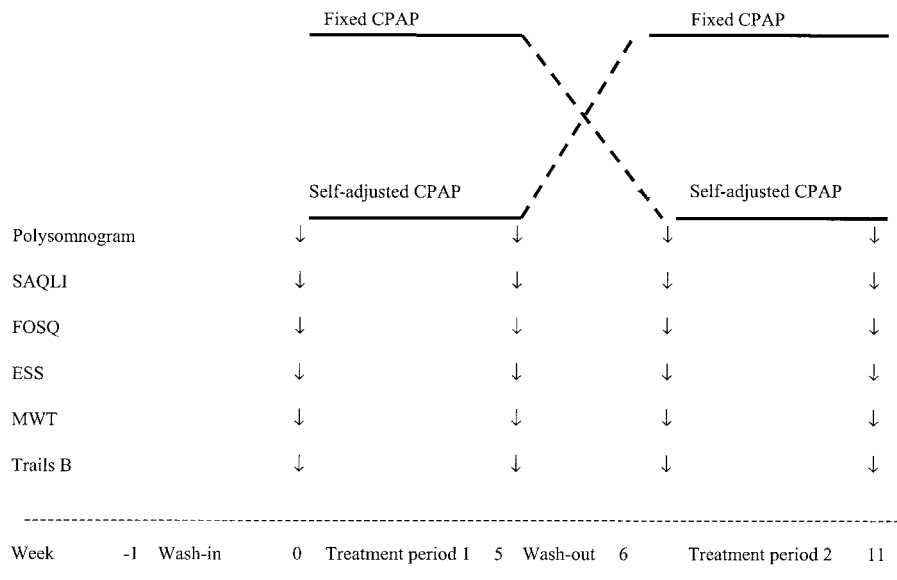 Fixed CPAP Fixed CPAP
Self-adjusted CPAP Self-adjusted CPAP
Polysomnogram ↓ ↓ ↓ ↓
SAQLI ↓ ↓ ↓ ↓
FOSQ ↓ ↓ ↓ ↓
ESS ↓ ↓ ↓ ↓
MWT ↓ ↓ ↓ ↓
Trails B ↓ ↓ ↓ ↓
Week -1 Wash-in 0 Treatment period 1 5 Wash-out 6 Treatment period 2 11